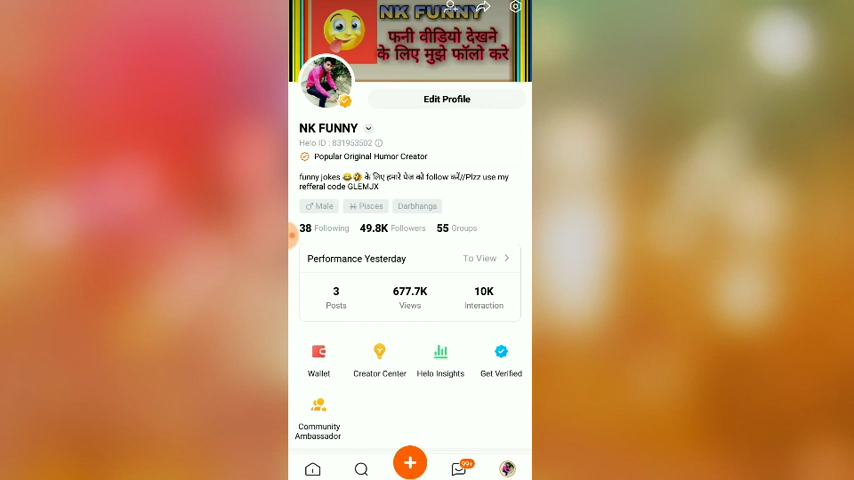 NK FUNNY
फनी वीडियो देखने
के लिए मुझे फॉलो करे
Edit Profile
NK FUNNY
Helo ID : 831953502
Popular Original Humor Creator
funny jokes 😂🤣 के लिए हमारे पेज को follow करें//Plzz use my
refferal code GLEMJX
Male Pisces Darbhanga
38 Following 49.8K Followers 55 Groups
Performance Yesterday To View
3 677.7K 10K
Posts Views Interaction
Wallet Creator Center Helo Insights Get Verified
Community
Ambassador
99+